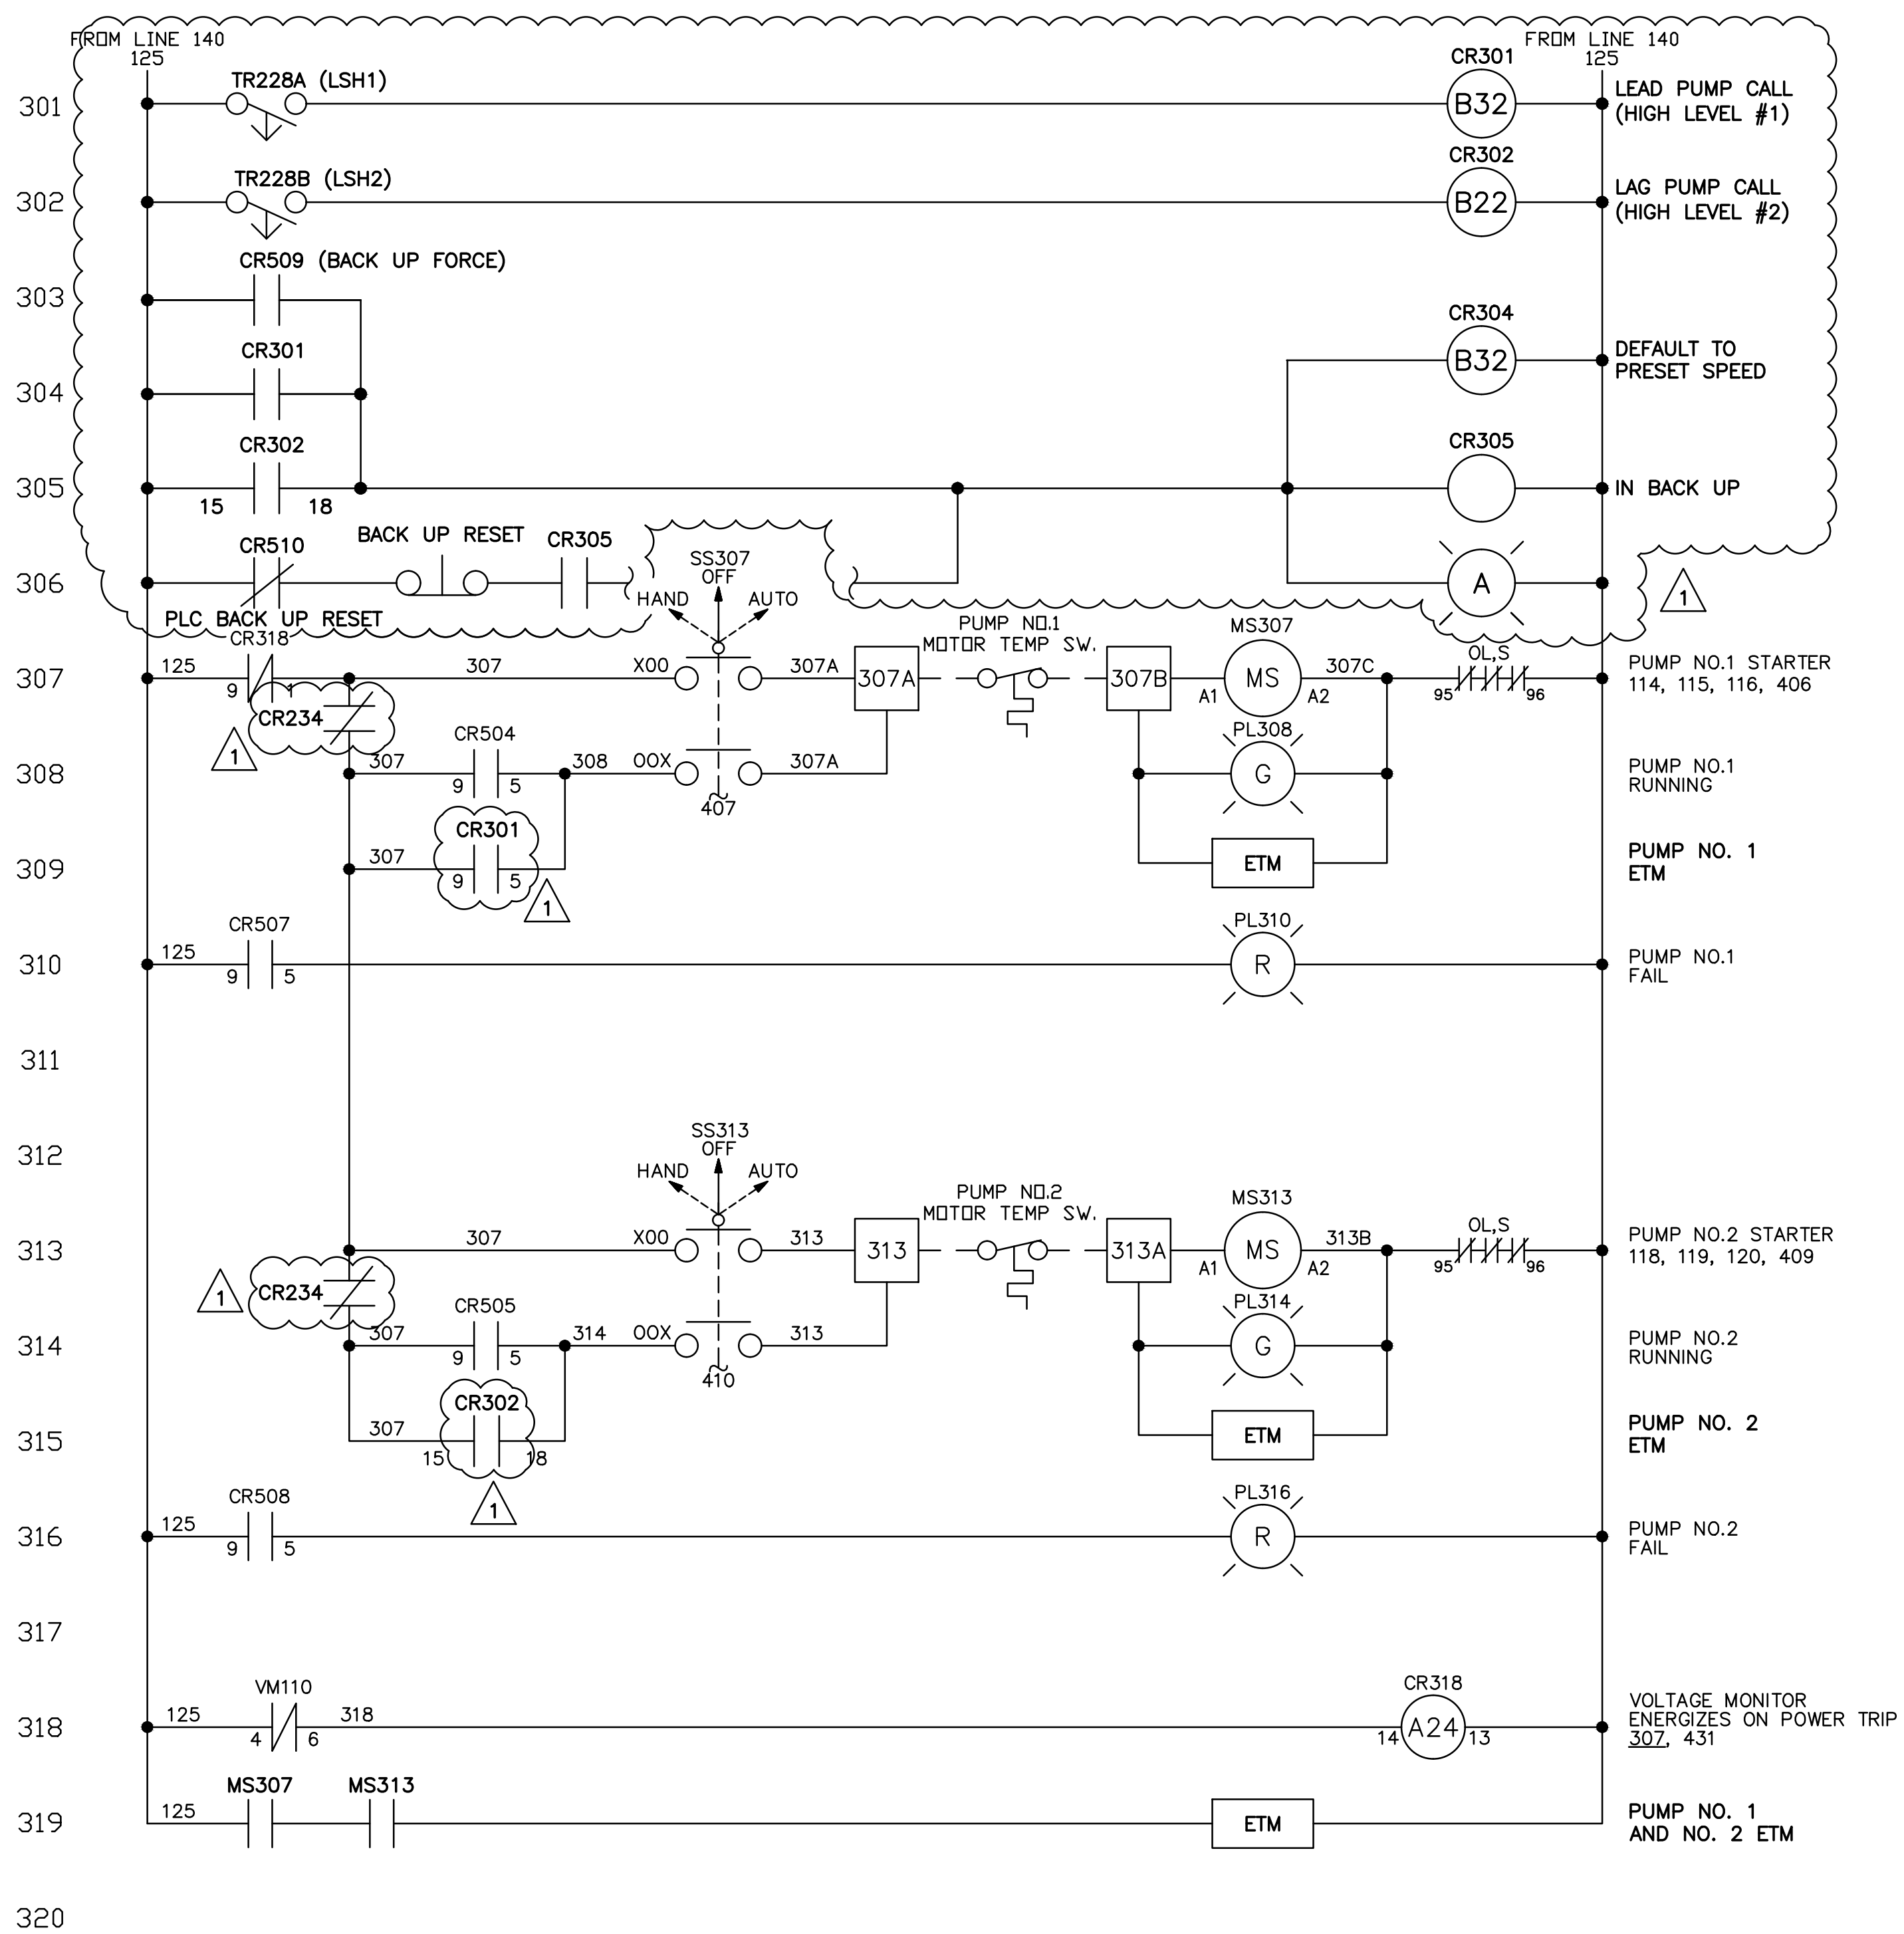 FROM LINE 140
125
FROM LINE 140
125
301
TR228A (LSH1)
CR301
B32
LEAD PUMP CALL
(HIGH LEVEL #1)
302
TR228B (LSH2)
CR302
B22
LAG PUMP CALL
(HIGH LEVEL #2)
303
CR509 (BACK UP FORCE)
304
CR301
CR304
B32
DEFAULT TO
PRESET SPEED
305
CR302
15 18
CR305
IN BACK UP
306
CR510
BACK UP RESET
CR305
A
1
PLC BACK UP RESET
SS307
OFF
HAND AUTO
307
125
CR318
9 1
307
X00
307A
307A
PUMP NO.1
MOTOR TEMP SW.
307B
MS307
MS
A1 A2
307C
OL,S
95 96
PUMP NO.1 STARTER
114, 115, 116, 406
CR234
1
308
307
CR504
9 5
308
OOX
307A
407
PL308
G
PUMP NO.1
RUNNING
309
307
CR301
9 5
1
ETM
PUMP NO. 1
ETM
310
125
CR507
9 5
PL310
R
PUMP NO.1
FAIL
311
312
SS313
OFF
HAND AUTO
313
307
X00
313
313
PUMP NO.2
MOTOR TEMP SW.
313A
MS313
MS
A1 A2
313B
OL,S
95 96
PUMP NO.2 STARTER
118, 119, 120, 409
CR234
1
314
307
CR505
9 5
314
OOX
313
410
PL314
G
PUMP NO.2
RUNNING
315
307
CR302
15 18
1
ETM
PUMP NO. 2
ETM
316
125
CR508
9 5
PL316
R
PUMP NO.2
FAIL
317
318
125
VM110
4 6
318
CR318
14 A24 13
VOLTAGE MONITOR
ENERGIZES ON POWER TRIP
307, 431
319
125
MS307
MS313
ETM
PUMP NO. 1
AND NO. 2 ETM
320